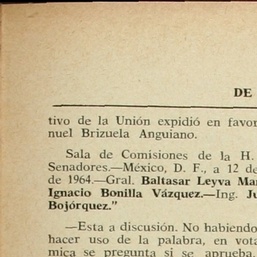 DE
tivo de la Unión expidió en favor
nuel Brizuela Anguiano.
Sala de Comisiones de la H.
Senadores.—México, D. F., a 12 de
de 1964.—Gral. Baltasar Leyva
Ignacio Bonilla Vázquez.—Ing.
Bojórquez."
—Esta a discusión. No habiendo
hacer uso de la palabra, en
mica se pregunta si se aprueba.